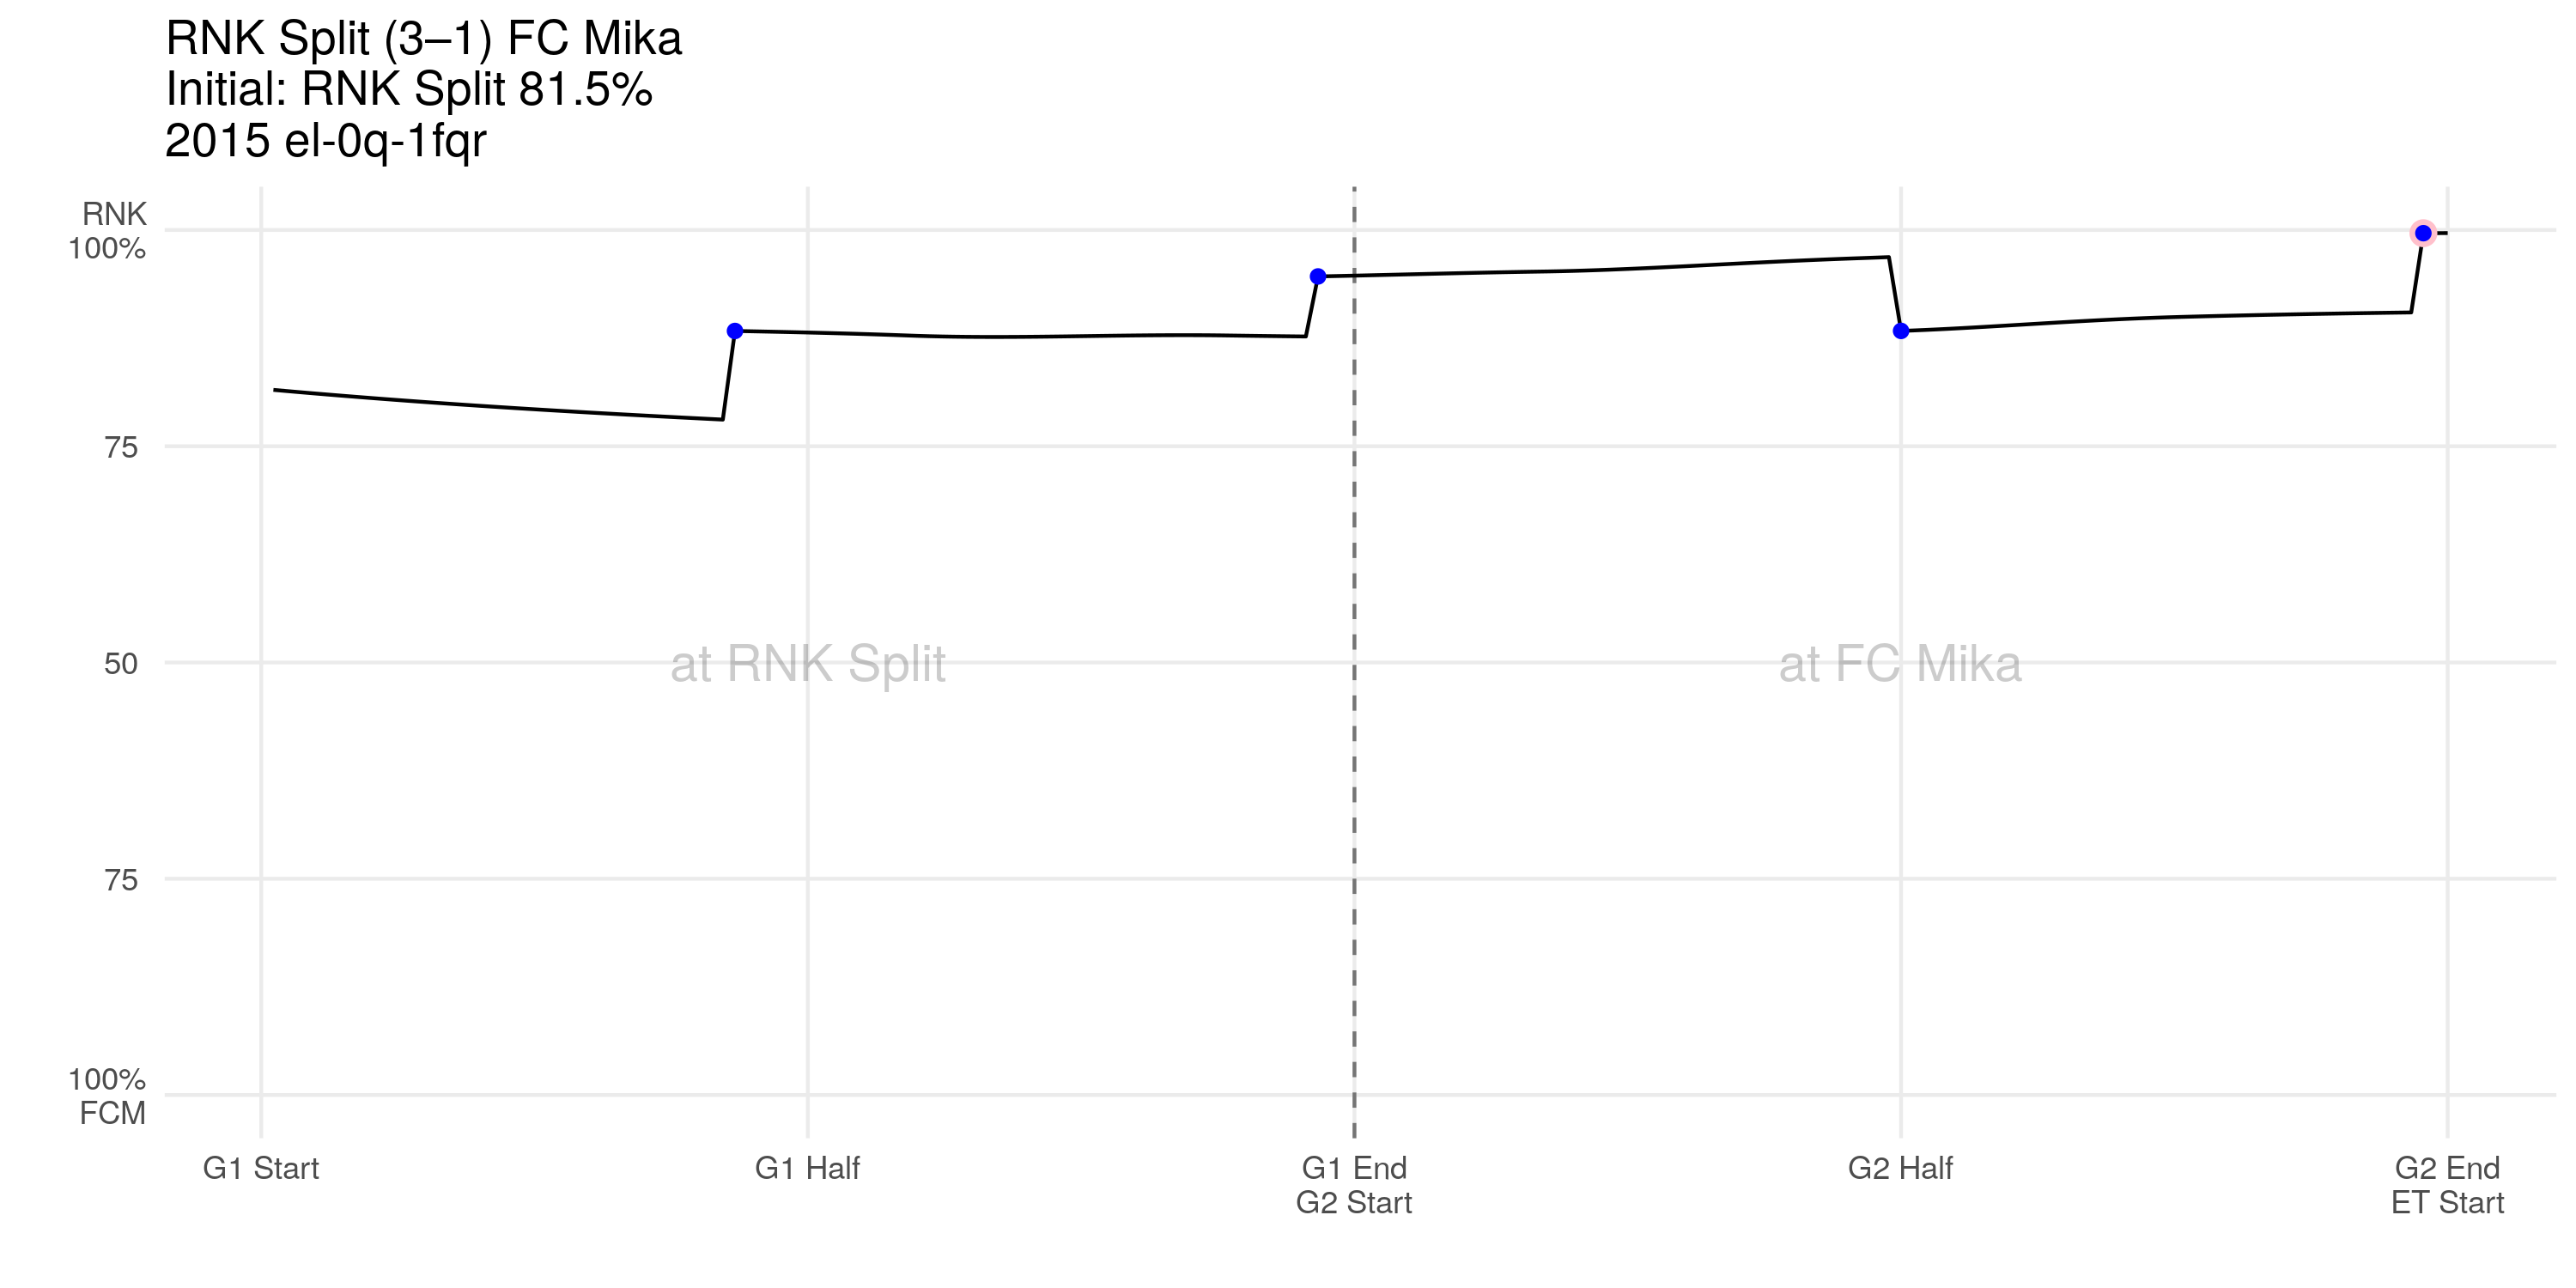 RNK Split (3–1) FC Mika
Initial: RNK Split 81.5%
2015 el-0q-1fqr
RNK
100%
75
50
75
100%
FCM
at RNK Split
at FC Mika
G1 Start
G1 Half
G1 End
G2 Start
G2 Half
G2 End
ET Start